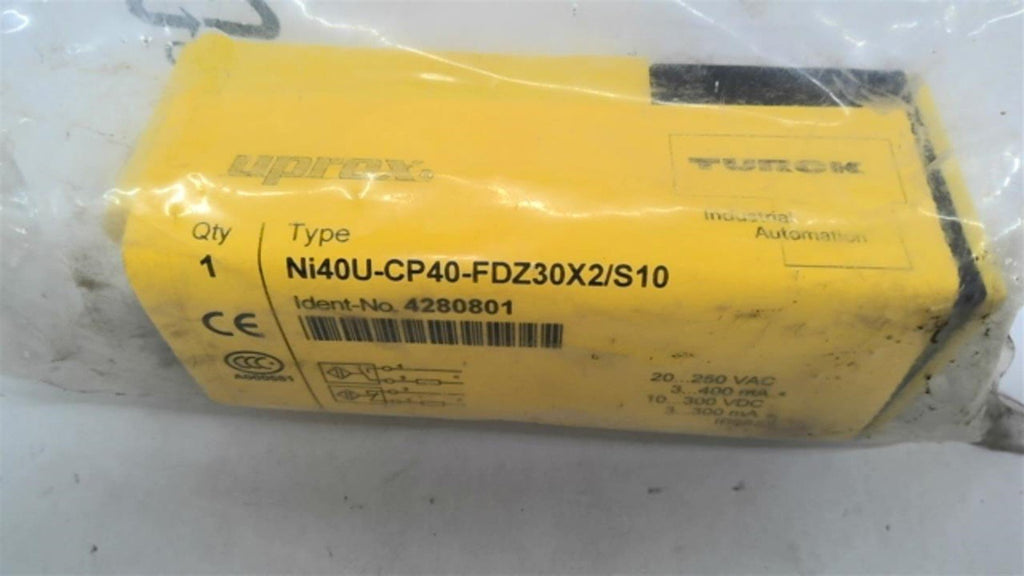 uprox.
TURCK
Industrial
Automation
Qty
Type
1
Ni40U-CP40-FDZ30X2/S10
Ident-No. 4280801
CE
CCC
20...250 VAC
3...400 mA
10...300 VDC
3...300 mA